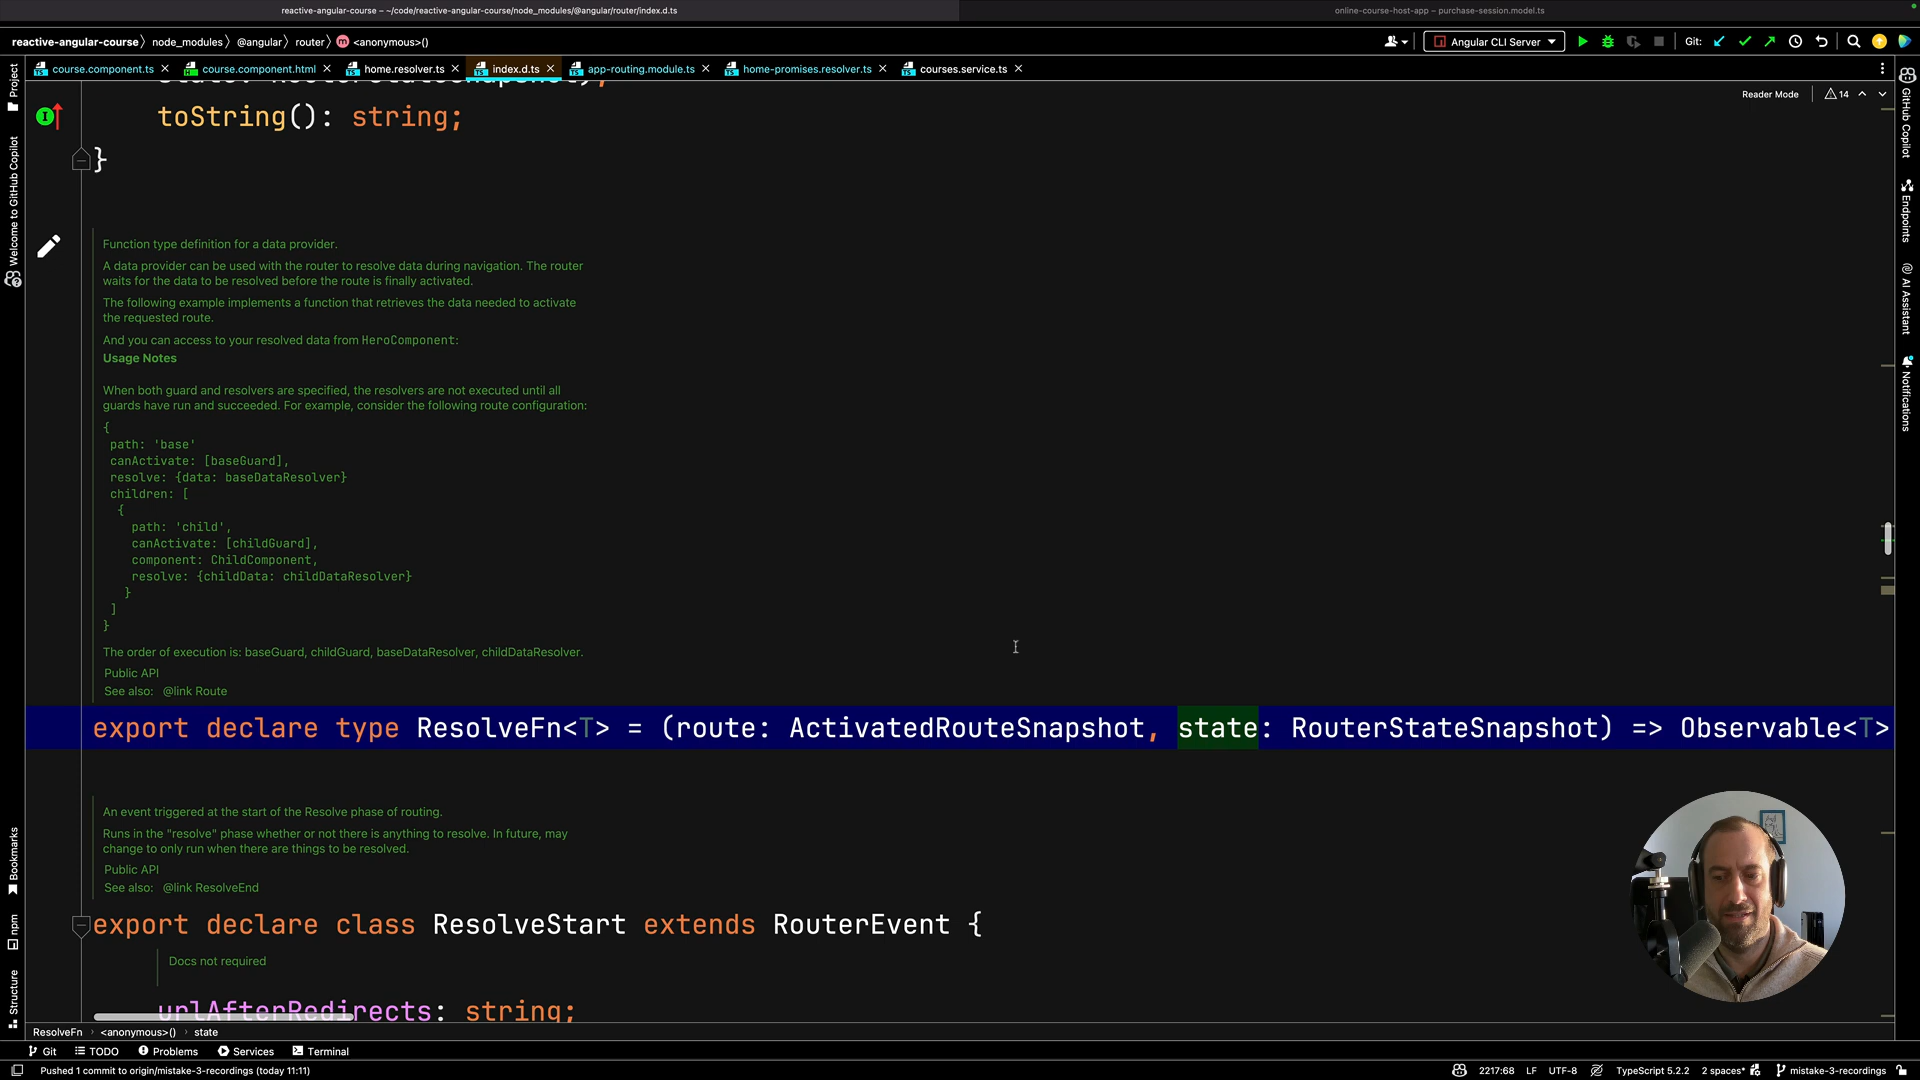 reactive-angular-course – ~/code/reactive-angular-course/node_modules/@angular/router/index.d.ts
online-course-host-app – purchase-session.model.ts
reactive-angular-course
node_modules
@angular
router
m
<anonymous>()
Angular CLI Server
Git:
course.component.ts
course.component.html
home.resolver.ts
index.d.ts
app-routing.module.ts
home-promises.resolver.ts
courses.service.ts
Reader Mode
14
Project
Welcome to GitHub Copilot
Bookmarks
npm
Structure
GitHub Copilot
Endpoints
AI Assistant
Notifications
toString(): string;
}
Function type definition for a data provider.
A data provider can be used with the router to resolve data during navigation. The router
waits for the data to be resolved before the route is finally activated.
The following example implements a function that retrieves the data needed to activate
the requested route.
And you can access to your resolved data from HeroComponent:
Usage Notes
When both guard and resolvers are specified, the resolvers are not executed until all
guards have run and succeeded. For example, consider the following route configuration:
{
path: 'base'
canActivate: [baseGuard],
resolve: {data: baseDataResolver}
children: [
{
path: 'child',
canActivate: [childGuard],
component: ChildComponent,
resolve: {childData: childDataResolver}
}
]
}
The order of execution is: baseGuard, childGuard, baseDataResolver, childDataResolver.
Public API
See also: @link Route
export declare type ResolveFn<T> = (route: ActivatedRouteSnapshot, state: RouterStateSnapshot) => Observable<T>
An event triggered at the start of the Resolve phase of routing.
Runs in the "resolve" phase whether or not there is anything to resolve. In future, may
change to only run when there are things to be resolved.
Public API
See also: @link ResolveEnd
export declare class ResolveStart extends RouterEvent {
Docs not required
urlAfterRedirects: string;
ResolveFn
<anonymous>()
state
Git
TODO
Problems
Services
Terminal
Pushed 1 commit to origin/mistake-3-recordings (today 11:11)
2217:68
LF
UTF-8
TypeScript 5.2.2
2 spaces*
mistake-3-recordings